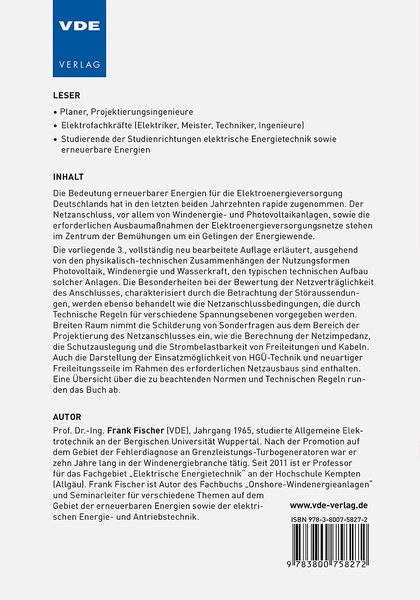 VDE
VERLAG
LESER
• Planer, Projektierungsingenieure
• Elektrofachkräfte (Elektriker, Meister, Techniker, Ingenieure)
• Studierende der Studienrichtungen elektrische Energietechnik sowie
erneuerbare Energien
INHALT
Die Bedeutung erneuerbarer Energien für die Elektroenergieversorgung
Deutschlands hat in den letzten beiden Jahrzehnten rapide zugenommen. Der
Netzanschluss, vor allem von Windenergie- und Photovoltaikanlagen, sowie die
erforderlichen Ausbaumaßnahmen der Elektroenergieversorgungsnetze stehen
im Zentrum der Bemühungen um ein Gelingen der Energiewende.
Die vorliegende 3., vollständig neu bearbeitete Auflage erläutert, ausgehend
von den physikalisch-technischen Zusammenhängen der Nutzungsformen
Photovoltaik, Windenergie und Wasserkraft, den typischen technischen Aufbau
solcher Anlagen. Die Besonderheiten bei der Bewertung der Netzverträglichkeit
des Anschlusses, charakterisiert durch die Betrachtung der Störaussendun-
gen, werden ebenso behandelt wie die Netzanschlussbedingungen, die durch
Technische Regeln für verschiedene Spannungsebenen vorgegeben werden.
Breiten Raum nimmt die Schilderung von Sonderfragen aus dem Bereich der
Projektierung des Netzanschlusses ein, wie die Berechnung der Netzimpedanz,
die Schutzauslegung und die Strombelastbarkeit von Freileitungen und Kabeln.
Auch die Darstellung der Einsatzmöglichkeit von HGÜ-Technik und neuartiger
Freileitungsseile im Rahmen des erforderlichen Netzausbaus sind enthalten.
Eine Übersicht über die zu beachtenden Normen und Technischen Regeln run-
den das Buch ab.
AUTOR
Prof. Dr.-Ing. Frank Fischer (VDE), Jahrgang 1965, studierte Allgemeine Elek-
trotechnik an der Bergischen Universität Wuppertal. Nach der Promotion auf
dem Gebiet der Fehlerdiagnose an Grenzleistungs-Turbogeneratoren war er
zehn Jahre lang in der Windenergiebranche tätig. Seit 2011 ist er Professor
für das Fachgebiet „Elektrische Energietechnik" an der Hochschule Kempten
(Allgäu). Frank Fischer ist Autor des Fachbuchs „Onshore-Windenergieanlagen"
und Seminarleiter für verschiedene Themen auf dem
Gebiet der erneuerbaren Energien sowie der elektri-
schen Energie- und Antriebstechnik.
www.vde-verlag.de
ISBN 978-3-8007-5827-2
9 783800 758272